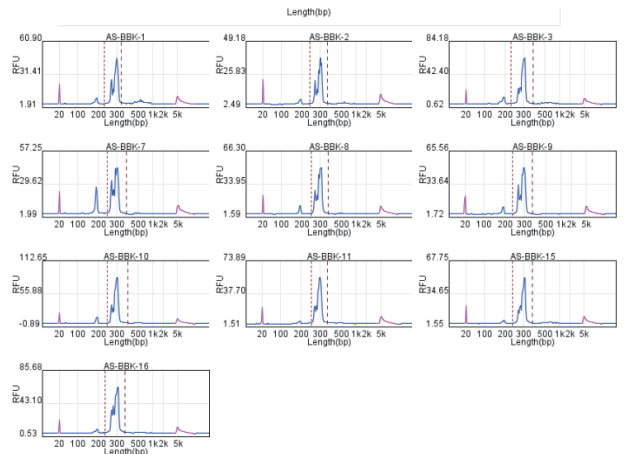 Length(bp)
AS-BBK-1
60.90
31.41
1.91
RFU
20 100 200 300 500 1k2k 5k
Length(bp)
AS-BBK-2
49.18
25.83
2.49
RFU
20 100 200 300 500 1k2k 5k
Length(bp)
AS-BBK-3
84.18
42.40
0.62
RFU
20 100 200 300 500 1k2k 5k
Length(bp)
AS-BBK-7
57.25
29.62
1.99
RFU
20 100 200 300 500 1k2k 5k
Length(bp)
AS-BBK-8
66.30
33.95
1.59
RFU
20 100 200 300 500 1k2k 5k
Length(bp)
AS-BBK-9
65.56
33.64
1.72
RFU
20 100 200 300 500 1k2k 5k
Length(bp)
AS-BBK-10
112.65
55.88
-0.89
RFU
20 100 200 300 500 1k2k 5k
Length(bp)
AS-BBK-11
73.89
37.70
1.51
RFU
20 100 200 300 500 1k2k 5k
Length(bp)
AS-BBK-15
67.75
34.65
1.55
RFU
20 100 200 300 500 1k2k 5k
Length(bp)
AS-BBK-16
85.68
43.10
0.53
RFU
20 100 200 300 500 1k2k 5k
Length(bp)